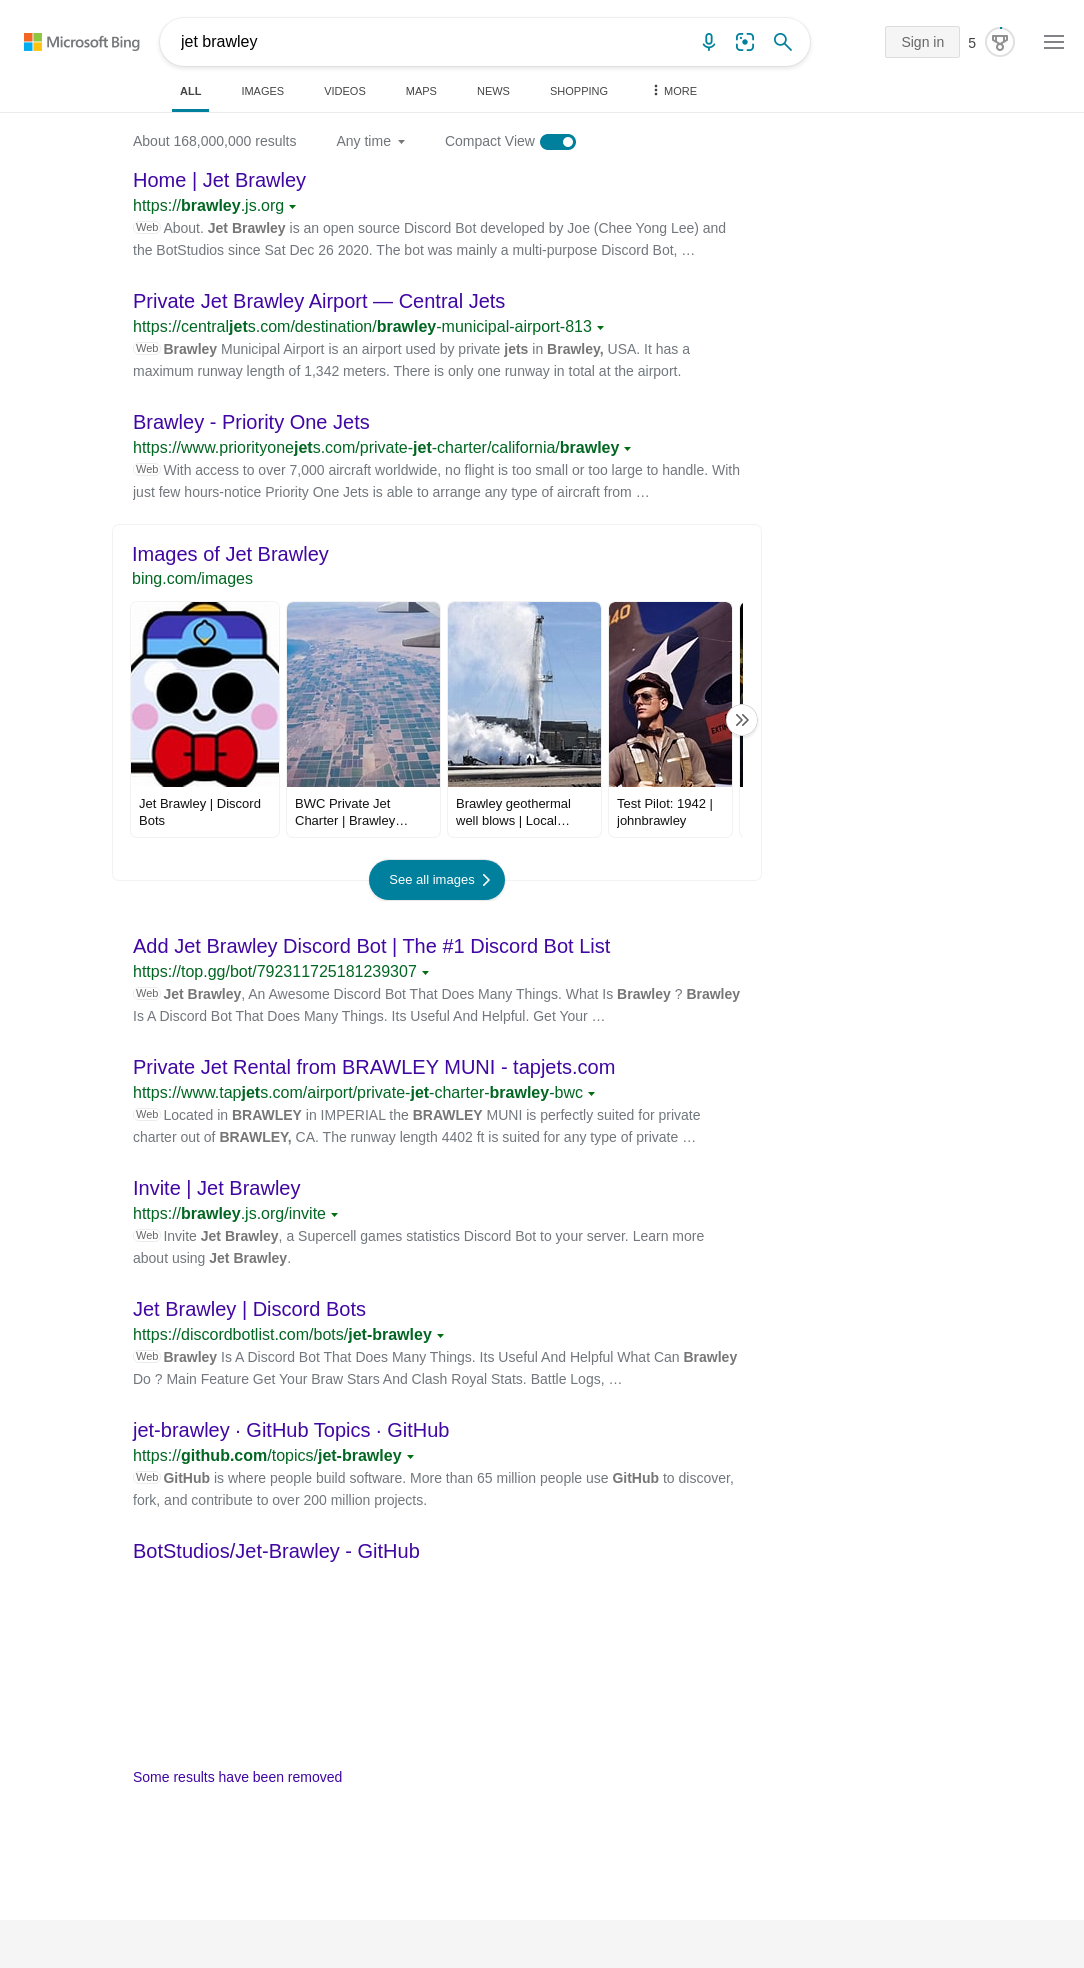 Microsoft Bing
jet brawley
Sign in
5
ALL
IMAGES
VIDEOS
MAPS
NEWS
SHOPPING
MORE
About 168,000,000 results
Any time
Compact View
Home | Jet Brawley
https://brawley.js.org
Web About. Jet Brawley is an open source Discord Bot developed by Joe (Chee Yong Lee) and
the BotStudios since Sat Dec 26 2020. The bot was mainly a multi-purpose Discord Bot, …
Private Jet Brawley Airport — Central Jets
https://centraljets.com/destination/brawley-municipal-airport-813
Web Brawley Municipal Airport is an airport used by private jets in Brawley, USA. It has a
maximum runway length of 1,342 meters. There is only one runway in total at the airport.
Brawley - Priority One Jets
https://www.priorityonejets.com/private-jet-charter/california/brawley
Web With access to over 7,000 aircraft worldwide, no flight is too small or too large to handle. With
just few hours-notice Priority One Jets is able to arrange any type of aircraft from …
Images of Jet Brawley
bing.com/images
40
EXTIN
Jet Brawley | Discord
Bots
BWC Private Jet
Charter | Brawley…
Brawley geothermal
well blows | Local…
Test Pilot: 1942 |
johnbrawley
See all images
Add Jet Brawley Discord Bot | The #1 Discord Bot List
https://top.gg/bot/792311725181239307
Web Jet Brawley, An Awesome Discord Bot That Does Many Things. What Is Brawley ? Brawley
Is A Discord Bot That Does Many Things. Its Useful And Helpful. Get Your …
Private Jet Rental from BRAWLEY MUNI - tapjets.com
https://www.tapjets.com/airport/private-jet-charter-brawley-bwc
Web Located in BRAWLEY in IMPERIAL the BRAWLEY MUNI is perfectly suited for private
charter out of BRAWLEY, CA. The runway length 4402 ft is suited for any type of private …
Invite | Jet Brawley
https://brawley.js.org/invite
Web Invite Jet Brawley, a Supercell games statistics Discord Bot to your server. Learn more
about using Jet Brawley.
Jet Brawley | Discord Bots
https://discordbotlist.com/bots/jet-brawley
Web Brawley Is A Discord Bot That Does Many Things. Its Useful And Helpful What Can Brawley
Do ? Main Feature Get Your Braw Stars And Clash Royal Stats. Battle Logs, …
jet-brawley · GitHub Topics · GitHub
https://github.com/topics/jet-brawley
Web GitHub is where people build software. More than 65 million people use GitHub to discover,
fork, and contribute to over 200 million projects.
BotStudios/Jet-Brawley - GitHub
Some results have been removed